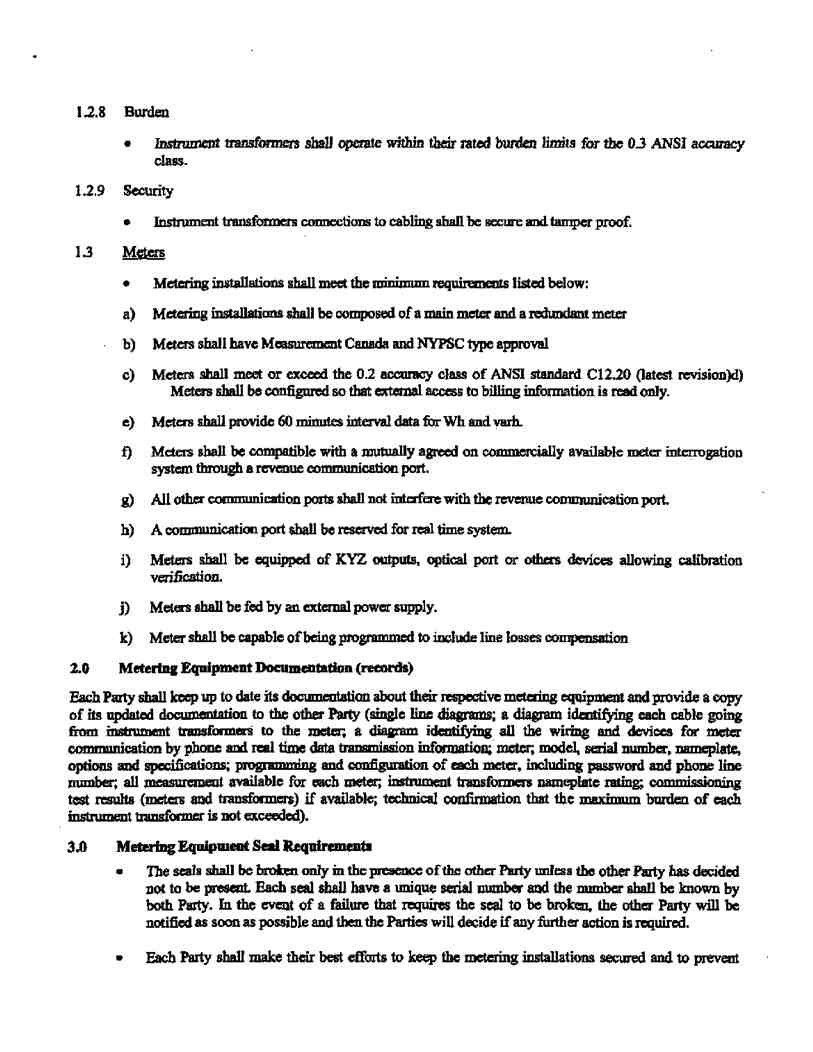 1.2.8 Burden
• Instrument transformers shall operate within their rated burden limits for the 0.3 ANSI accuracy
class.
1.2.9 Security
• Instrument transformers connections to cabling shall be secure and tamper proof.
1.3 Meters
• Metering installations shall meet the minimum requirements listed below:
a) Metering installations shall be composed of a main meter and a redundant meter
b) Meters shall have Measurement Canada and NYPSC type approval
c) Meters shall meet or exceed the 0.2 accuracy class of ANSI standard C12.20 (latest revision)d)
Meters shall be configured so that external access to billing information is read only.
e) Meters shall provide 60 minutes interval data for Wh and varh.
f) Meters shall be compatible with a mutually agreed on commercially available meter interrogation
system through a revenue communication port.
g) All other communication ports shall not interfere with the revenue communication port.
h) A communication port shall be reserved for real time system.
i) Meters shall be equipped of KYZ outputs, optical port or others devices allowing calibration
verification.
j) Meters shall be fed by an external power supply.
k) Meter shall be capable of being programmed to include line losses compensation
2.0 Metering Equipment Documentation (records)
Each Party shall keep up to date its documentation about their respective metering equipment and provide a copy
of its updated documentation to the other Party (single line diagrams; a diagram identifying each cable going
from instrument transformers to the meter; a diagram identifying all the wiring and devices for meter
communication by phone and real time data transmission information; meter; model, serial number, nameplate,
options and specifications; programming and configuration of each meter, including password and phone line
number; all measurement available for each meter; instrument transformers nameplate rating; commissioning
test results (meters and transformers) if available; technical confirmation that the maximum burden of each
instrument transformer is not exceeded).
3.0 Metering Equipment Seal Requirements
• The seals shall be broken only in the presence of the other Party unless the other Party has decided
not to be present. Each seal shall have a unique serial number and the number shall be known by
both Party. In the event of a failure that requires the seal to be broken, the other Party will be
notified as soon as possible and then the Parties will decide if any further action is required.
• Each Party shall make their best efforts to keep the metering installations secured and to prevent